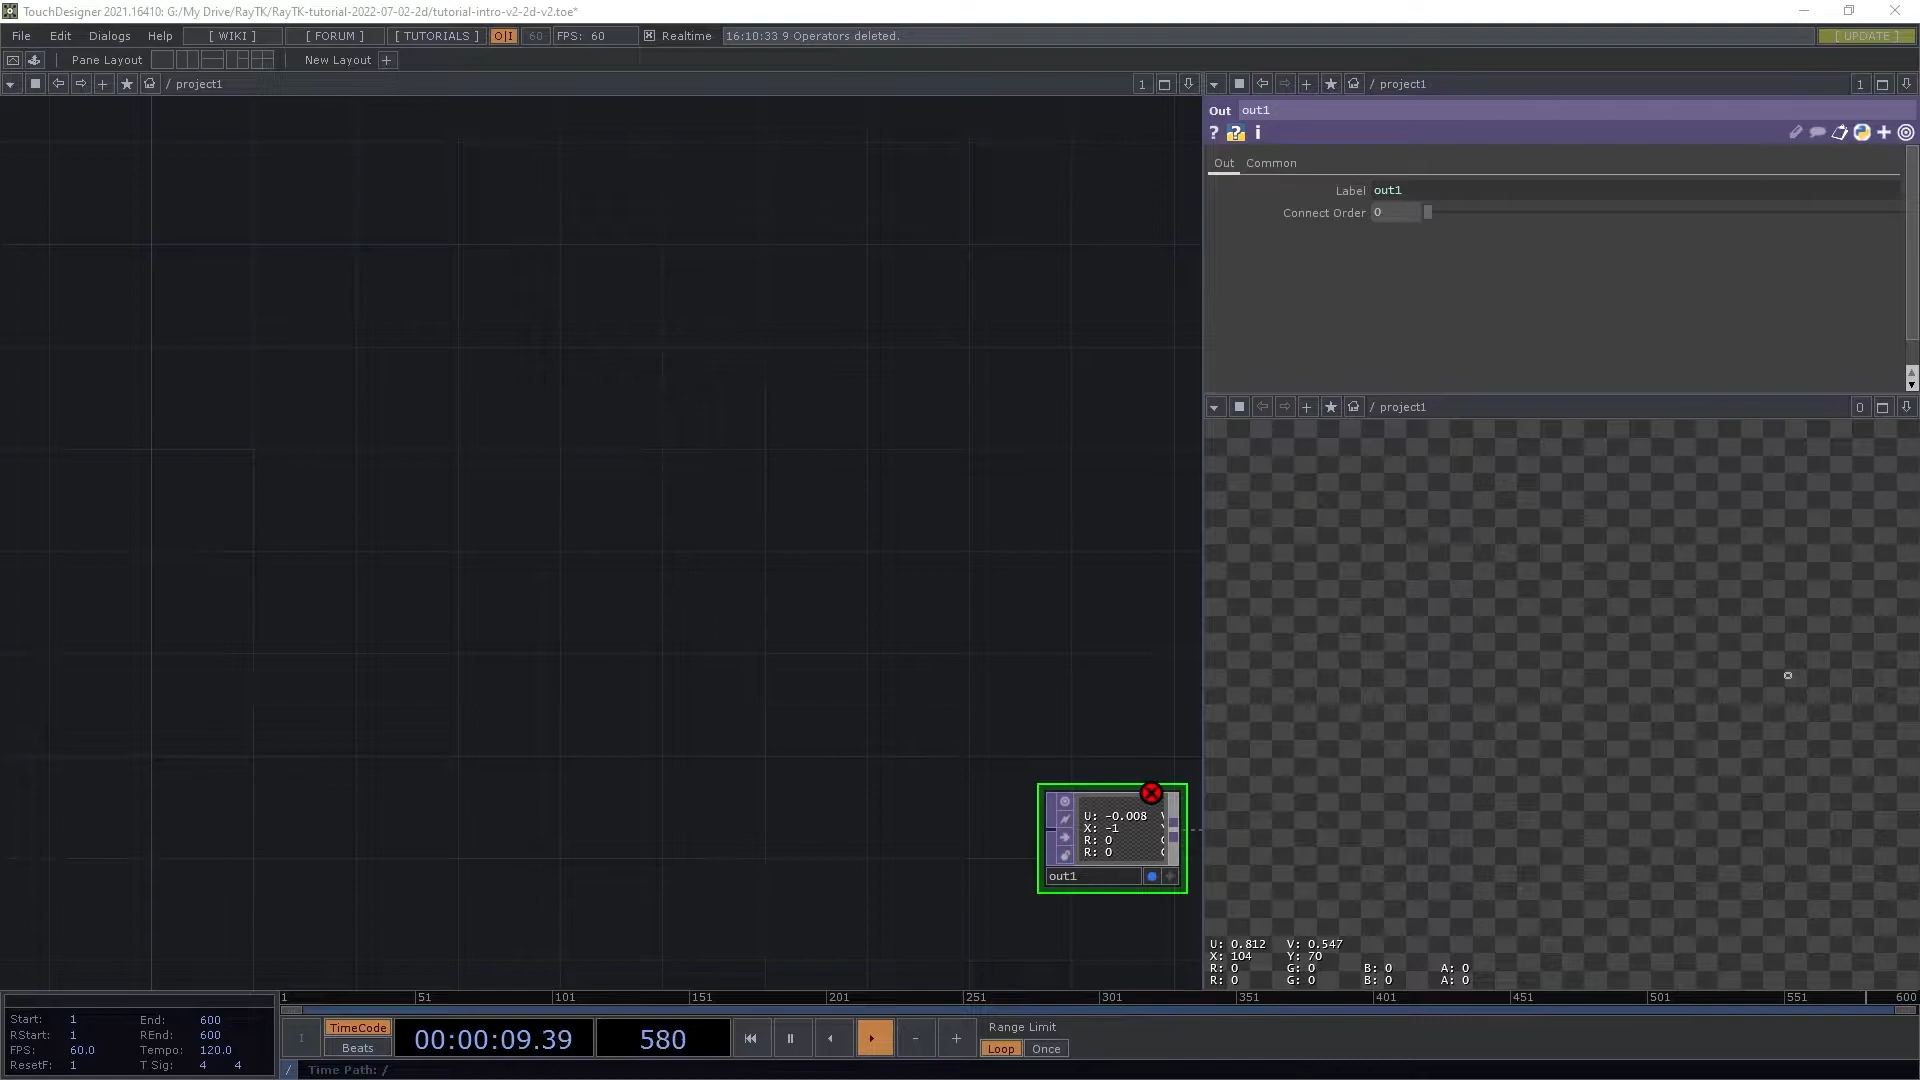 TouchDesigner 2021.16410: G:/My Drive/RayTK/RayTK-tutorial-2022-07-02-2d/tutorial-intro-v2-2d-v2.toe*
File Edit Dialogs Help [ WIKI ] [ FORUM ] [ TUTORIALS ] O|I 60 FPS: 60 Realtime 16:10:33 9 Operators deleted. [ UPDATE ]
Pane Layout New Layout +
/ project1 1
/ project1 1
Out out1
? ? i
Out Common
Label out1
Connect Order 0
/ project1 0
U: -0.008
X: -1
R: 0
R: 0
out1
U: 0.812 V: 0.547
X: 104 Y: 70
R: 0 G: 0 B: 0 A: 0
R: 0 G: 0 B: 0 A: 0
1 51 101 151 201 251 301 351 401 451 501 551 600
Start: 1 End: 600
RStart: 1 REnd: 600
FPS: 60.0 Tempo: 120.0
ResetF: 1 T Sig: 4 4
I
TimeCode
Beats
00:00:09.39
580
- +
Range Limit
Loop Once
/ Time Path: /